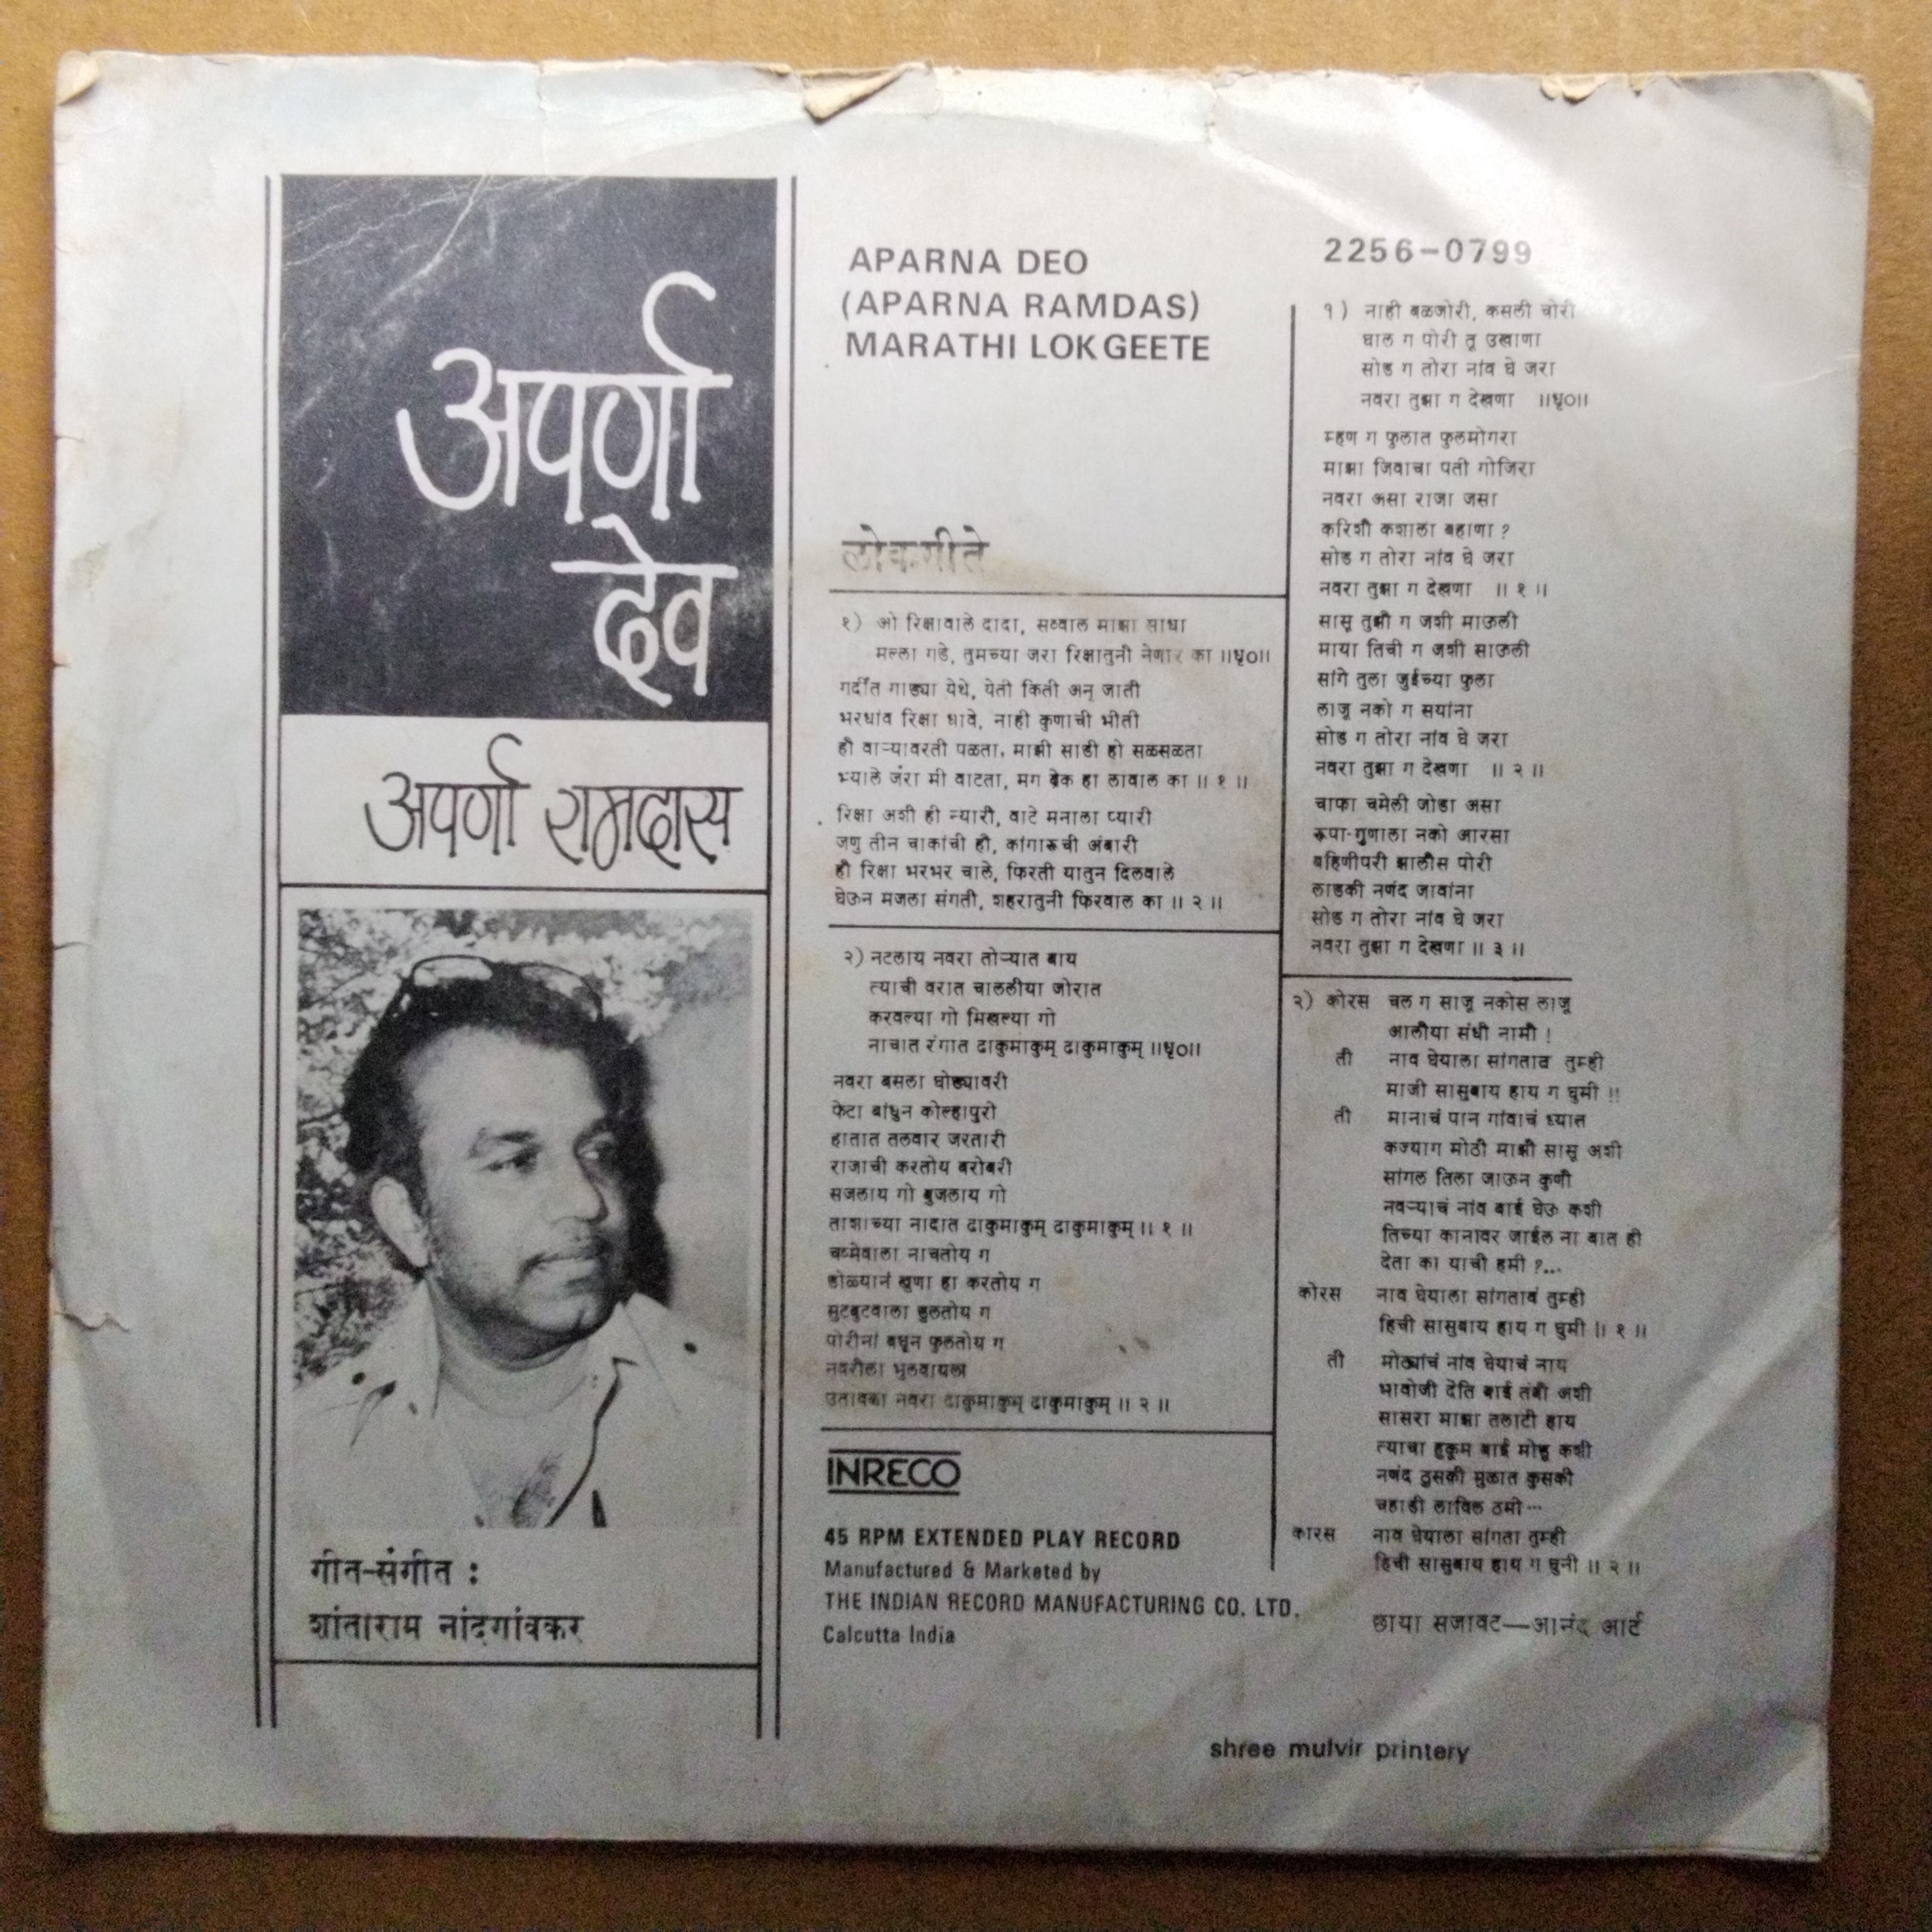 अपर्णा
देव
अपर्णा रामदास
गीत-संगीत :
शांताराम नांदगांवकर
APARNA DEO
(APARNA RAMDAS)
MARATHI LOKGEETE
लोकगीते
१) ओ रिक्षावाले दादा, सव्वाल माझा साधा
मल्ला गडे, तुमच्या जरा रिक्षातुनी नेणार का ॥धृ०॥
गर्दीत गाड्या येथे, येती किती अन् जाती
भरधांव रिक्षा धावे, नाही कुणाची भीती
ही वाऱ्यावरती पळता, माझी साडी हो सळसळता
भ्याले जरा मी वाटता, मग ब्रेक हा लावाल का ॥ १ ॥
रिक्षा अशी ही न्यारी, वाटे मनाला प्यारी
जणु तीन चाकांची ही, कांगारूची अंबारी
ही रिक्षा भरभर चाले, फिरती यातुन दिलवाले
घेऊन मजला संगती, शहरातुनी फिरवाल का ॥ २ ॥
२) नटलाय नवरा तोऱ्यात बाय
त्याची वरात चाललीया जोरात
करवल्या गो मिखल्या गो
नाचात रंगात ढाकुमाकुम् ढाकुमाकुम् ॥धृ०॥
नवरा बसला घोड्यावरी
फेटा बांधुन कोल्हापुरी
हातात तलवार जरतारी
राजाची करतोय बरोबरी
सजलाय गो बुजलाय गो
ताशाच्या नादात ढाकुमाकुम् ढाकुमाकुम् ॥ १ ॥
चष्मेवाला नाचतोय ग
डोळ्यानं खुणा हा करतोय ग
सुटबुटवाला डुलतोय ग
पोरीनां बघून फुलतोय ग
नवरीला भुलवायला
उतावळा नवरा ढाकुमाकुम् ढाकुमाकुम् ॥ २ ॥
INRECO
45 RPM EXTENDED PLAY RECORD
Manufactured & Marketed by
THE INDIAN RECORD MANUFACTURING CO. LTD.
Calcutta India
2256-0799
१) नाही बळजोरी, कसली चोरी
घाल ग पोरी तू उखाणा
सोड ग तोरा नांव घे जरा
नवरा तुझा ग देखणा ॥धृ०॥
म्हण ग फुलात फुलमोगरा
माझा जिवाचा पती गोजिरा
नवरा असा राजा जसा
करिशी कशाला बहाणा ?
सोड ग तोरा नांव घे जरा
नवरा तुझा ग देखणा ॥ १ ॥
सासू तुझी ग जशी माऊली
माया तिची ग जशी साऊली
सांगे तुला जुईच्या फुला
लाजू नको ग सयांना
सोड ग तोरा नांव घे जरा
नवरा तुझा ग देखणा ॥ २ ॥
चाफा चमेली जोडा असा
रूपा-गुणाला नको आरसा
बहिणीपरी झालीस पोरी
लाडकी नणंद जावांना
सोड ग तोरा नांव घे जरा
नवरा तुझा ग देखणा ॥ ३ ॥
२) कोरस चल ग साजू नकोस लाजू
आलीया संधी नामी !
ती नाव घेयाला सांगताव तुम्ही
माजी सासुबाय हाय ग घुमी !!
ती मानाचं पान गांवाचं ध्यात
कज्याग मोठी माझी सासू अशी
सांगल तिला जाऊन कुणी
नवऱ्याचं नांव बाई घेऊ कशी
तिच्या कानावर जाईल ना बात ही
देता का याची हमी ?...
कोरस नाव घेयाला सांगतावं तुम्ही
हिची सासुबाय हाय ग घुमी ॥ १ ॥
ती मोठ्यांचं नांव घेयाचं नाय
भावोजी देति बाई तंबी अशी
सासरा माझा तलाटी हाय
त्याचा हुकूम बाई मोडू कशी
नणंद ठुसकी मुळात कुसकी
चहाडी लाविल ठमी...
कारस नाव घेयाला सांगता तुम्ही
हिची सासुबाय हाय ग घुनी ॥ २ ॥
छाया सजावट—आनंद आर्ट
shree mulvir printery